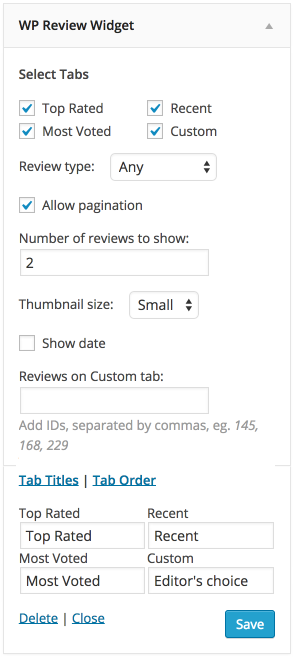 WP Review Widget
Select Tabs
Top Rated Recent
Most Voted Custom
Review type: Any
Allow pagination
Number of reviews to show:
2
Thumbnail size: Small
Show date
Reviews on Custom tab:
Add IDs, separated by commas, eg. 145,
168, 229
Tab Titles | Tab Order
Top Rated Recent
Top Rated Recent
Most Voted Custom
Most Voted Editor's choice
Delete | Close Save